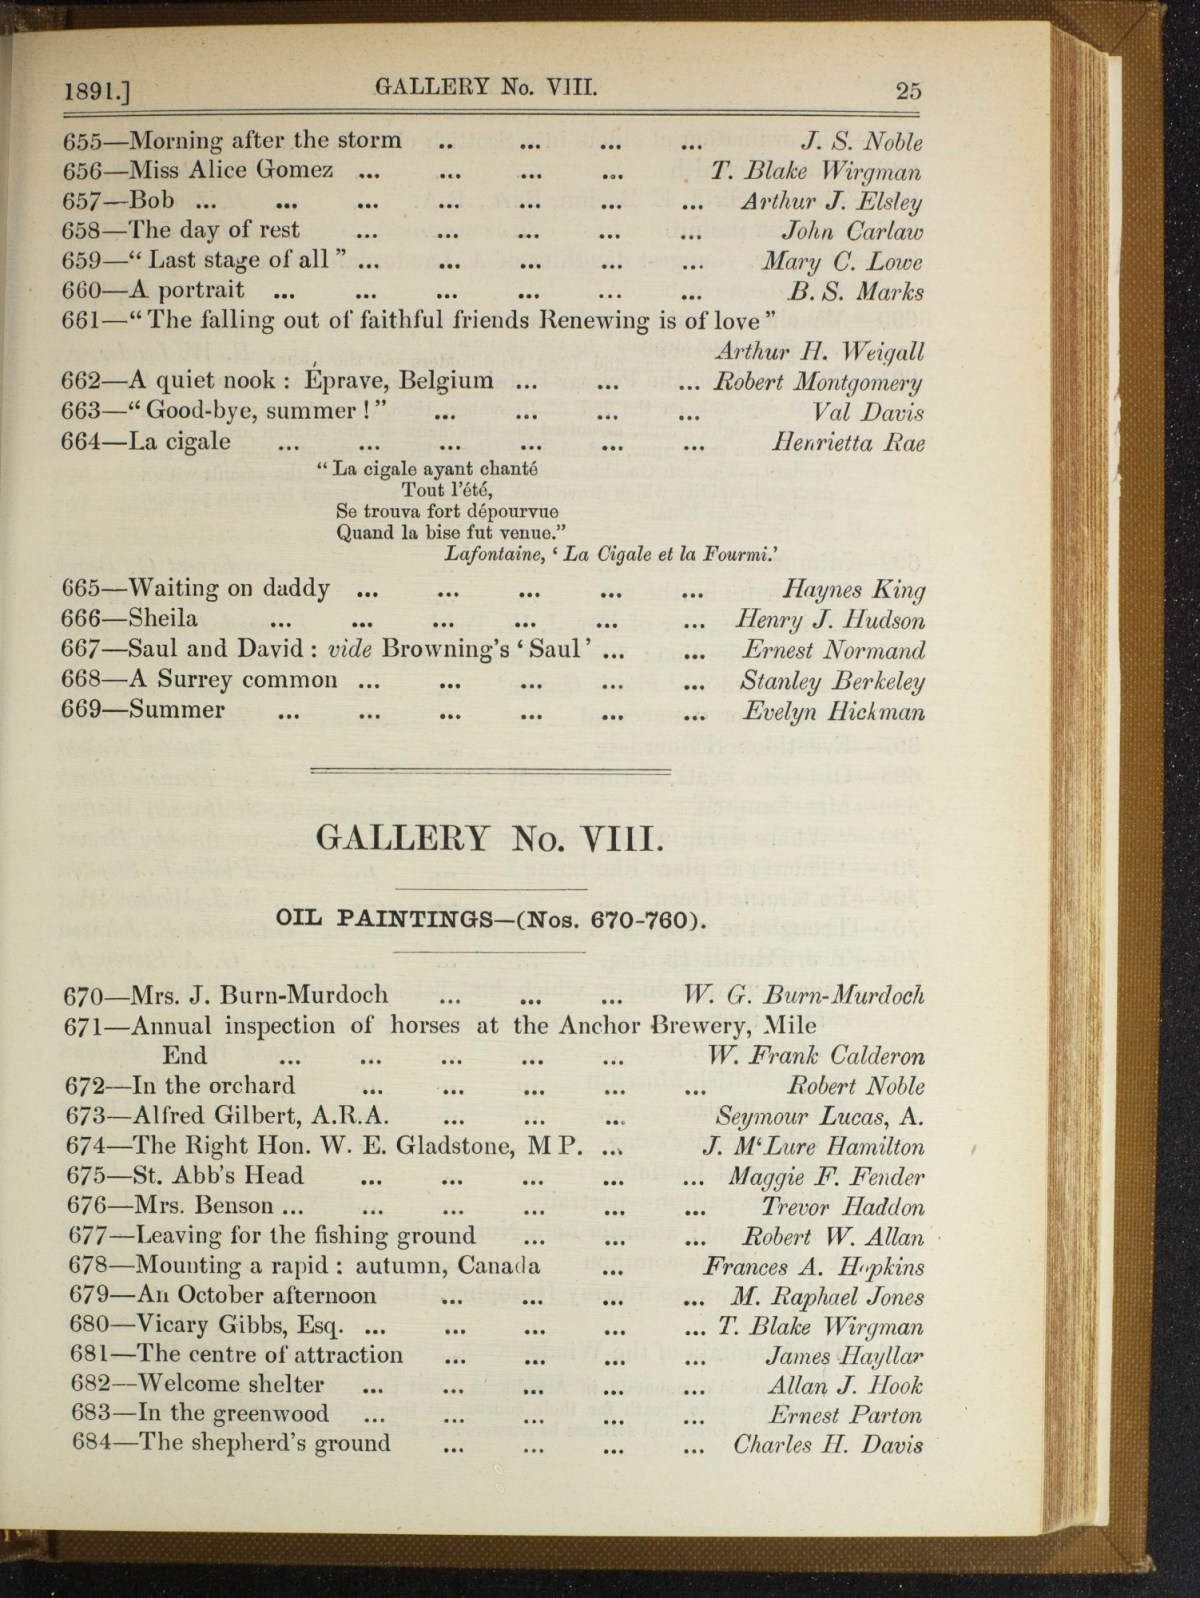 1891.] GALLERY No. VIII. 25
655—Morning after the storm .. ... ... ... J. S. Noble
656—Miss Alice Gomez ... ... ... ... T. Blake Wirgman
657—Bob ... ... ... ... ... ... ... Arthur J. Elsley
658—The day of rest ... ... ... ... ... John Carlaw
659—“ Last stage of all ” ... ... ... ... ... Mary C. Lowe
660—A portrait ... ... ... ... ... ... B. S. Marks
661—“ The falling out of faithful friends Renewing is of love ”
Arthur H. Weigall
662—A quiet nook : Éprave, Belgium ... ... ... Robert Montgomery
663—“ Good-bye, summer ! ” ... ... ... ... Val Davis
664—La cigale ... ... ... ... ... ... Henrietta Rae
“ La cigale ayant chanté
Tout l’été,
Se trouva fort dépourvue
Quand la bise fut venue.”
Lafontaine, ‘ La Cigale et la Fourmi.’
665—Waiting on daddy ... ... ... ... ... Haynes King
666—Sheila ... ... ... ... ... ... Henry J. Hudson
667—Saul and David : vide Browning’s ‘ Saul ’ ... ... Ernest Normand
668—A Surrey common ... ... ... ... ... Stanley Berkeley
669—Summer ... ... ... ... ... ... Evelyn Hickman
GALLERY No. VIII.
OIL PAINTINGS—(Nos. 670-760).
670—Mrs. J. Burn-Murdoch ... ... ... W. G. Burn-Murdoch
671—Annual inspection of horses at the Anchor Brewery, Mile
End ... ... ... ... ... W. Frank Calderon
672—In the orchard ... ... ... ... ... Robert Noble
673—Alfred Gilbert, A.R.A. ... ... ... Seymour Lucas, A.
674—The Right Hon. W. E. Gladstone, M P. ... J. M‘Lure Hamilton
675—St. Abb’s Head ... ... ... ... ... Maggie F. Fender
676—Mrs. Benson ... ... ... ... ... ... Trevor Haddon
677—Leaving for the fishing ground ... ... ... Robert W. Allan
678—Mounting a rapid : autumn, Canada ... Frances A. Hopkins
679—An October afternoon ... ... ... ... M. Raphael Jones
680—Vicary Gibbs, Esq. ... ... ... ... ... T. Blake Wirgman
681—The centre of attraction ... ... ... ... James Hayllar
682—Welcome shelter ... ... ... ... ... Allan J. Hook
683—In the greenwood ... ... ... ... ... Ernest Parton
684—The shepherd’s ground ... ... ... ... Charles H. Davis